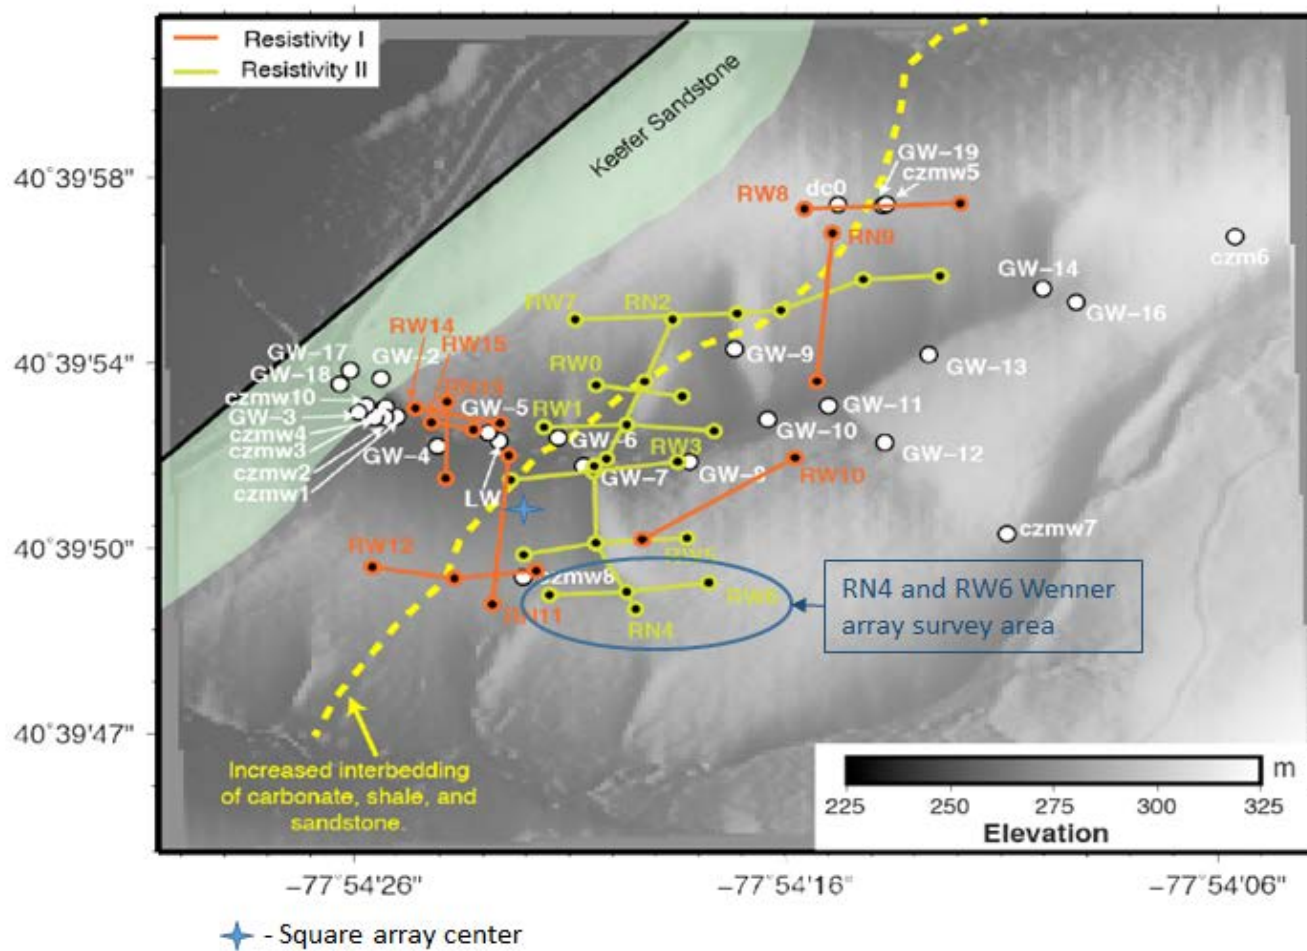 Resistivity I
Resistivity II
Keefer Sandstone
40°39'58"
GW-19
czmw5
dc0
RW8
RN9
czm6
GW-14
GW-16
RW7
RN2
RW14
RW15
40°39'54"
GW-17
GW-2
GW-18
RW0
GW-9
GW-13
czmw10
GW-3
czmw4
czmw3
czmw2
czmw1
GW-5
RW1
GW-6
RW3
GW-11
GW-10
GW-12
GW-4
LW
GW-7
GW-8
RW10
40°39'50"
RW12
czmw7
czmw8
RW6
RN11
RN4
RN4 and RW6 Wenner
array survey area
40°39'47"
Increased interbedding
of carbonate, shale, and
sandstone.
m
225 250 275 300 325
Elevation
-77°54'26" -77°54'16" -77°54'06"
- Square array center